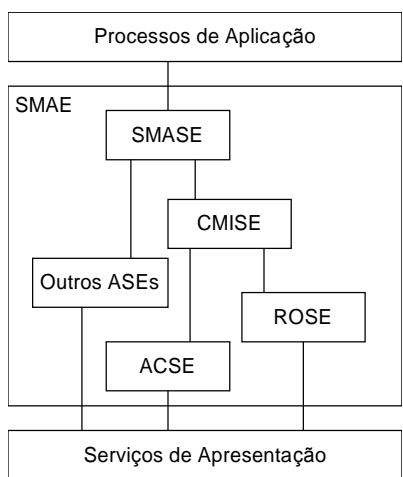 Processos de Aplicação
SMAE
SMASE
CMISE
Outros ASEs
ROSE
ACSE
Serviços de Apresentação